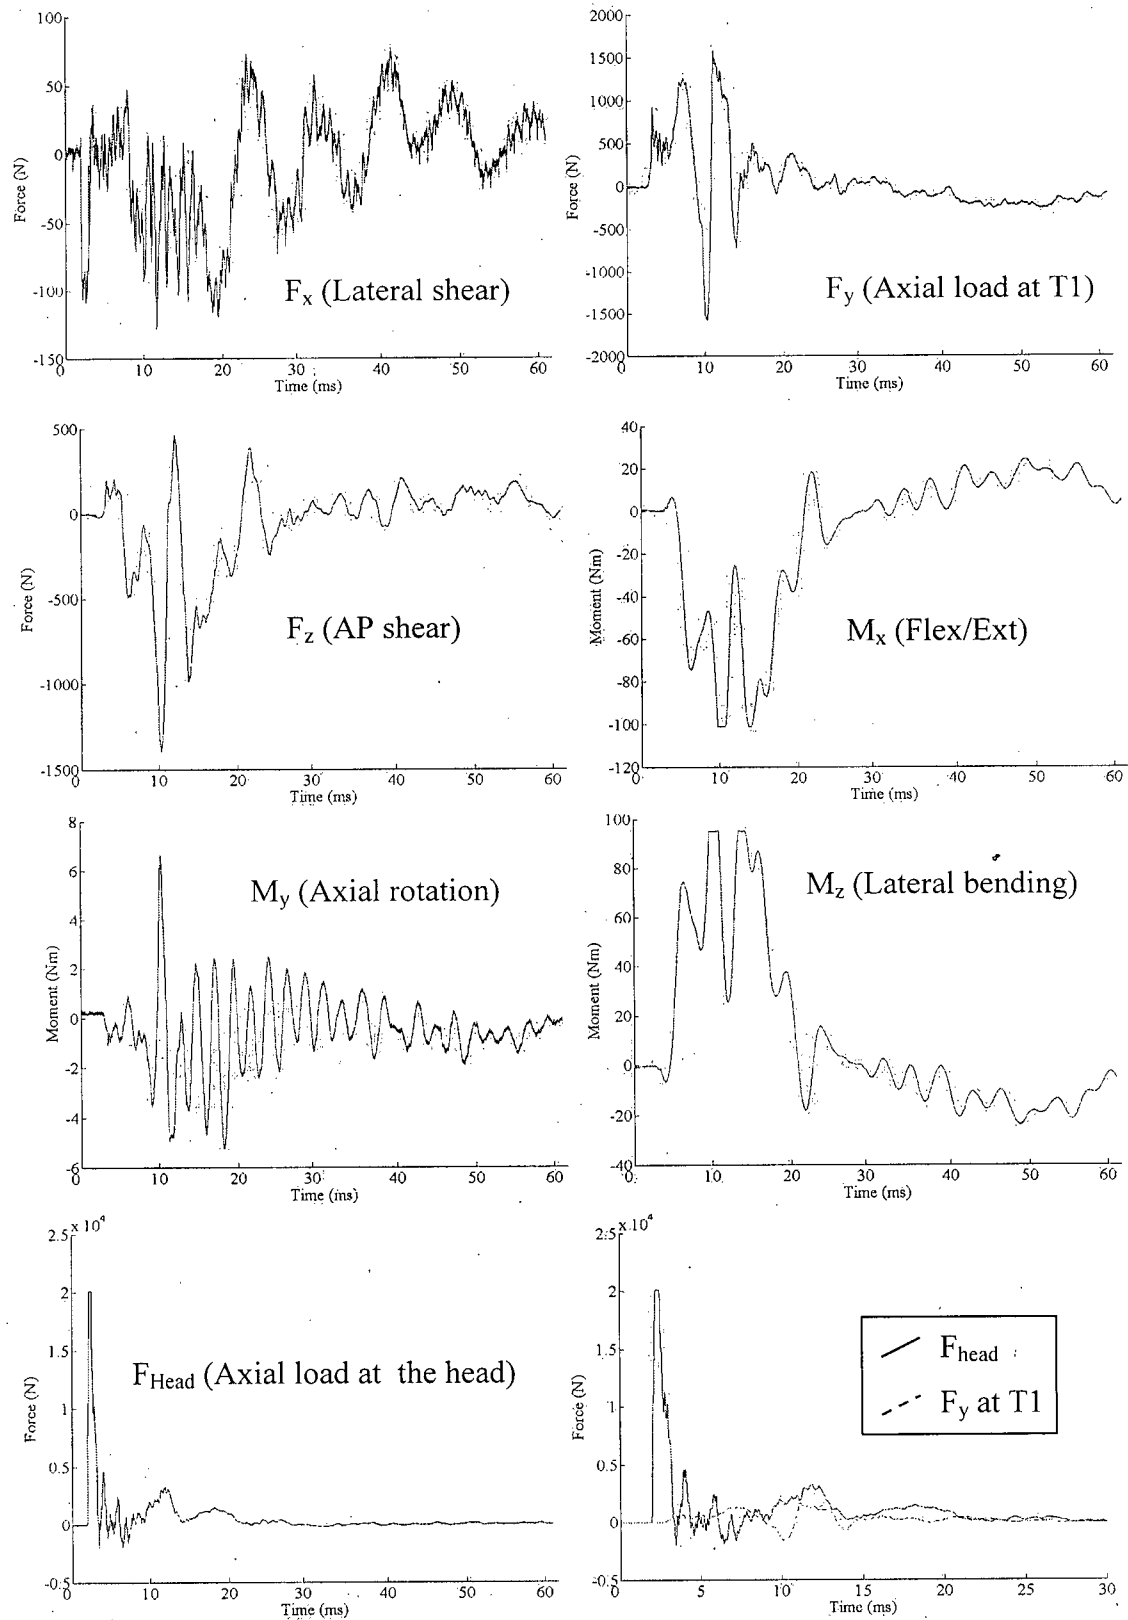 100
50
0
-50
-100
-150
Force (N)
0 10 20 30 40 50 60
Time (ms)
F_x (Lateral shear)
2000
1500
1000
500
0
-500
-1000
-1500
-2000
Force (N)
0 10 20 30 40 50 60
Time (ms)
F_y (Axial load at T1)
500
0
-500
-1000
-1500
Force (N)
0 10 20 30 40 50 60
Time (ms)
F_z (AP shear)
40
20
0
-20
-40
-60
-80
-100
-120
Moment (Nm)
0 10 20 30 40 50 60
Time (ms)
M_x (Flex/Ext)
8
6
4
2
0
-2
-4
-6
Moment (Nm)
0 10 20 30 40 50 60
Time (ms)
M_y (Axial rotation)
100
80
60
40
20
0
-20
-40
Moment (Nm)
0 10 20 30 40 50 60
Time (ms)
M_z (Lateral bending)
x 10^4
2.5
2
1.5
1
0.5
0
-0.5
Force (N)
0 10 20 30 40 50 60
Time (ms)
F_Head (Axial load at the head)
x 10^4
2.5
2
1.5
1
0.5
0
-0.5
Force (N)
0 5 10 15 20 25 30
Time (ms)
F_head
F_y at T1